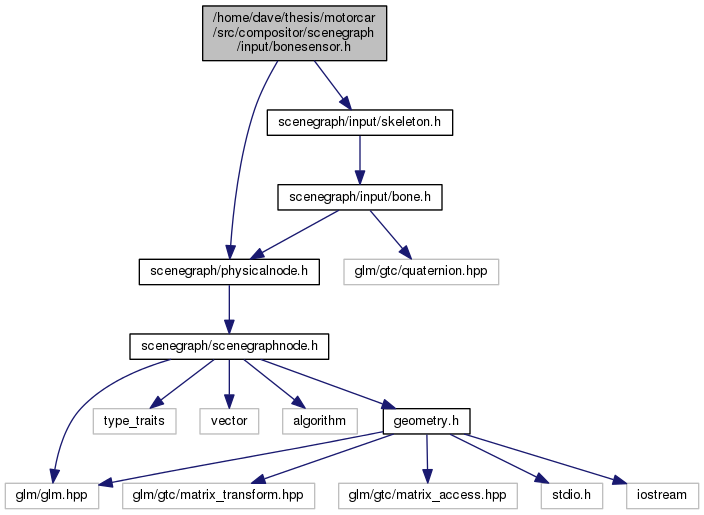 /home/dave/thesis/motorcar
/src/compositor/scenegraph
/input/bonesensor.h
scenegraph/input/skeleton.h
scenegraph/input/bone.h
scenegraph/physicalnode.h
glm/gtc/quaternion.hpp
scenegraph/scenegraphnode.h
type_traits
vector
algorithm
geometry.h
glm/glm.hpp
glm/gtc/matrix_transform.hpp
glm/gtc/matrix_access.hpp
stdio.h
iostream